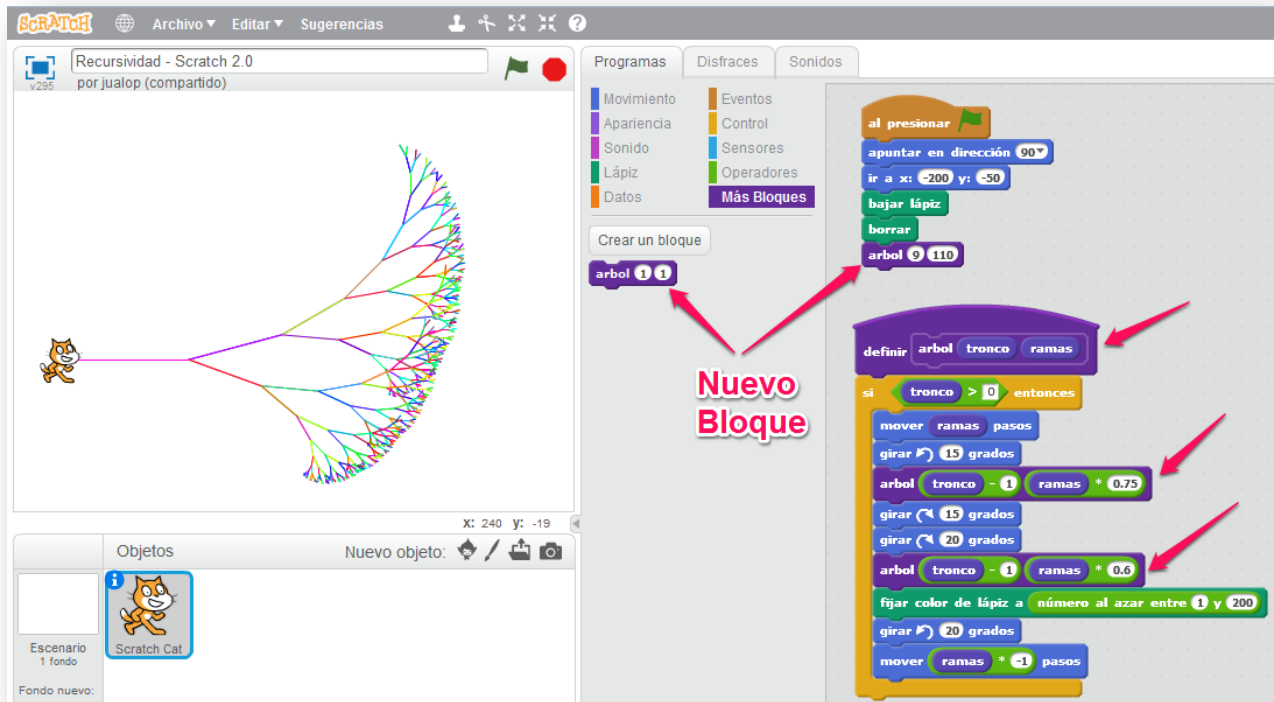 SCRATCH Archivo Editar Sugerencias
v295
Recursividad - Scratch 2.0
por jualop (compartido)
x: 240 y: -19
Objetos
Nuevo objeto:
Escenario
1 fondo
Fondo nuevo:
Scratch Cat
Programas Disfraces Sonidos
Movimiento Eventos
Apariencia Control
Sonido Sensores
Lápiz Operadores
Datos Más Bloques
Crear un bloque
arbol 1 1
Nuevo
Bloque
al presionar
apuntar en dirección 90
ir a x: -200 y: -50
bajar lápiz
borrar
arbol 9 110
definir arbol tronco ramas
si tronco > 0 entonces
mover ramas pasos
girar 15 grados
arbol tronco - 1 ramas * 0.75
girar 15 grados
girar 20 grados
arbol tronco - 1 ramas * 0.6
fijar color de lápiz a número al azar entre 1 y 200
girar 20 grados
mover ramas * -1 pasos